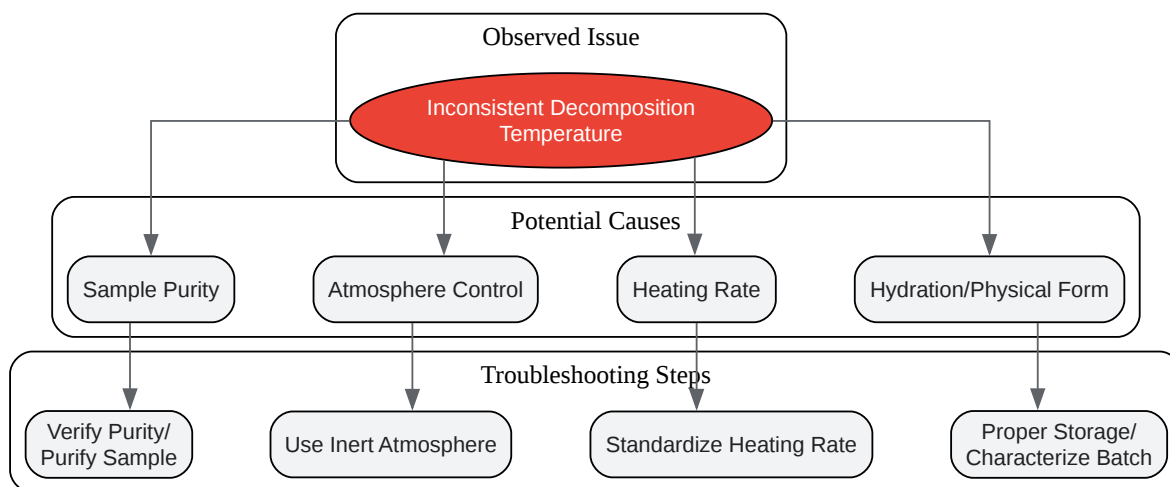 Observed Issue
Inconsistent Decomposition
Temperature
Potential Causes
Sample Purity
Atmosphere Control
Heating Rate
Hydration/Physical Form
Troubleshooting Steps
Verify Purity/
Purify Sample
Use Inert Atmosphere
Standardize Heating Rate
Proper Storage/
Characterize Batch